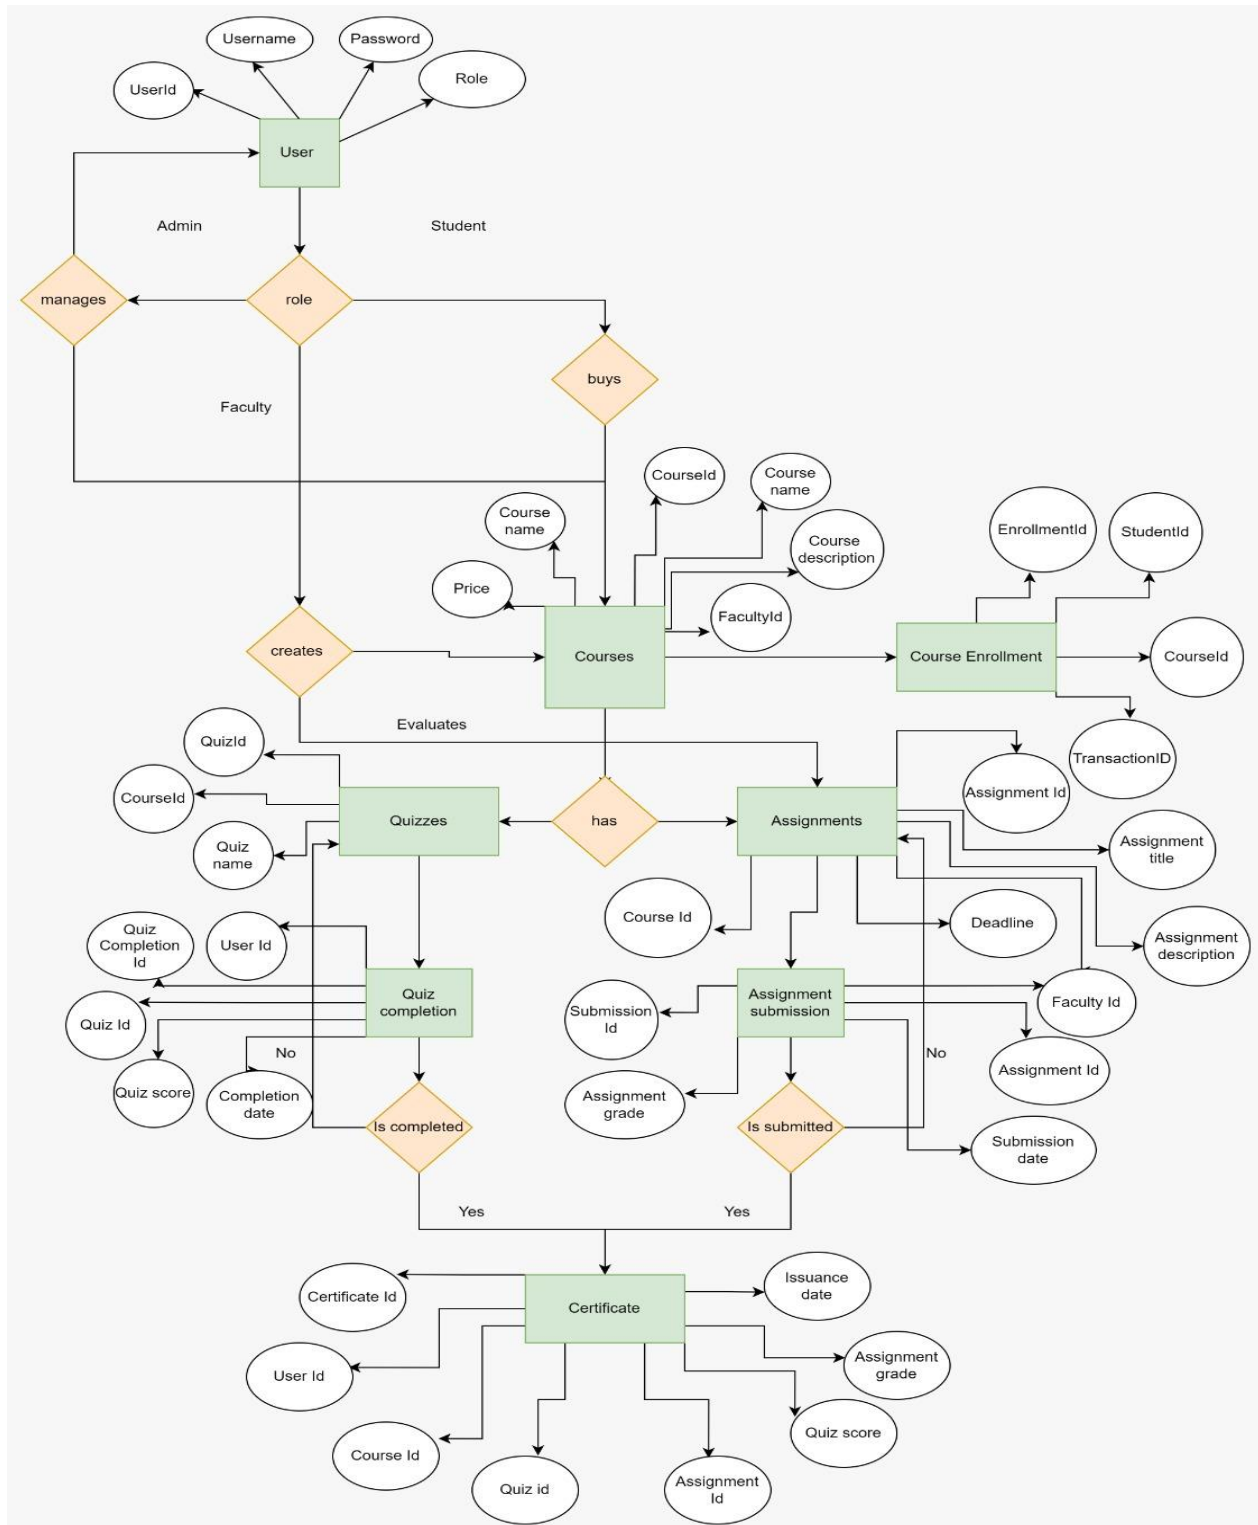 Username
Password
Role
UserId
User
Admin
Student
manages
role
buys
Faculty
CourseId
Course
name
Course
name
Course
description
EnrollmentId
StudentId
Price
FacultyId
creates
Courses
Course Enrollment
CourseId
Evaluates
QuizId
TransactionID
CourseId
Assignment Id
Quizzes
has
Assignments
Quiz
name
Assignment
title
Course Id
Deadline
Quiz
Completion
Id
User Id
Assignment
description
Quiz
completion
Assignment
submission
Faculty Id
Quiz Id
Submission
Id
No
No
Assignment Id
Quiz score
Completion
date
Assignment
grade
Is completed
Is submitted
Submission
date
Yes
Yes
Certificate Id
Certificate
Issuance
date
User Id
Assignment
grade
Course Id
Quiz score
Quiz id
Assignment
Id